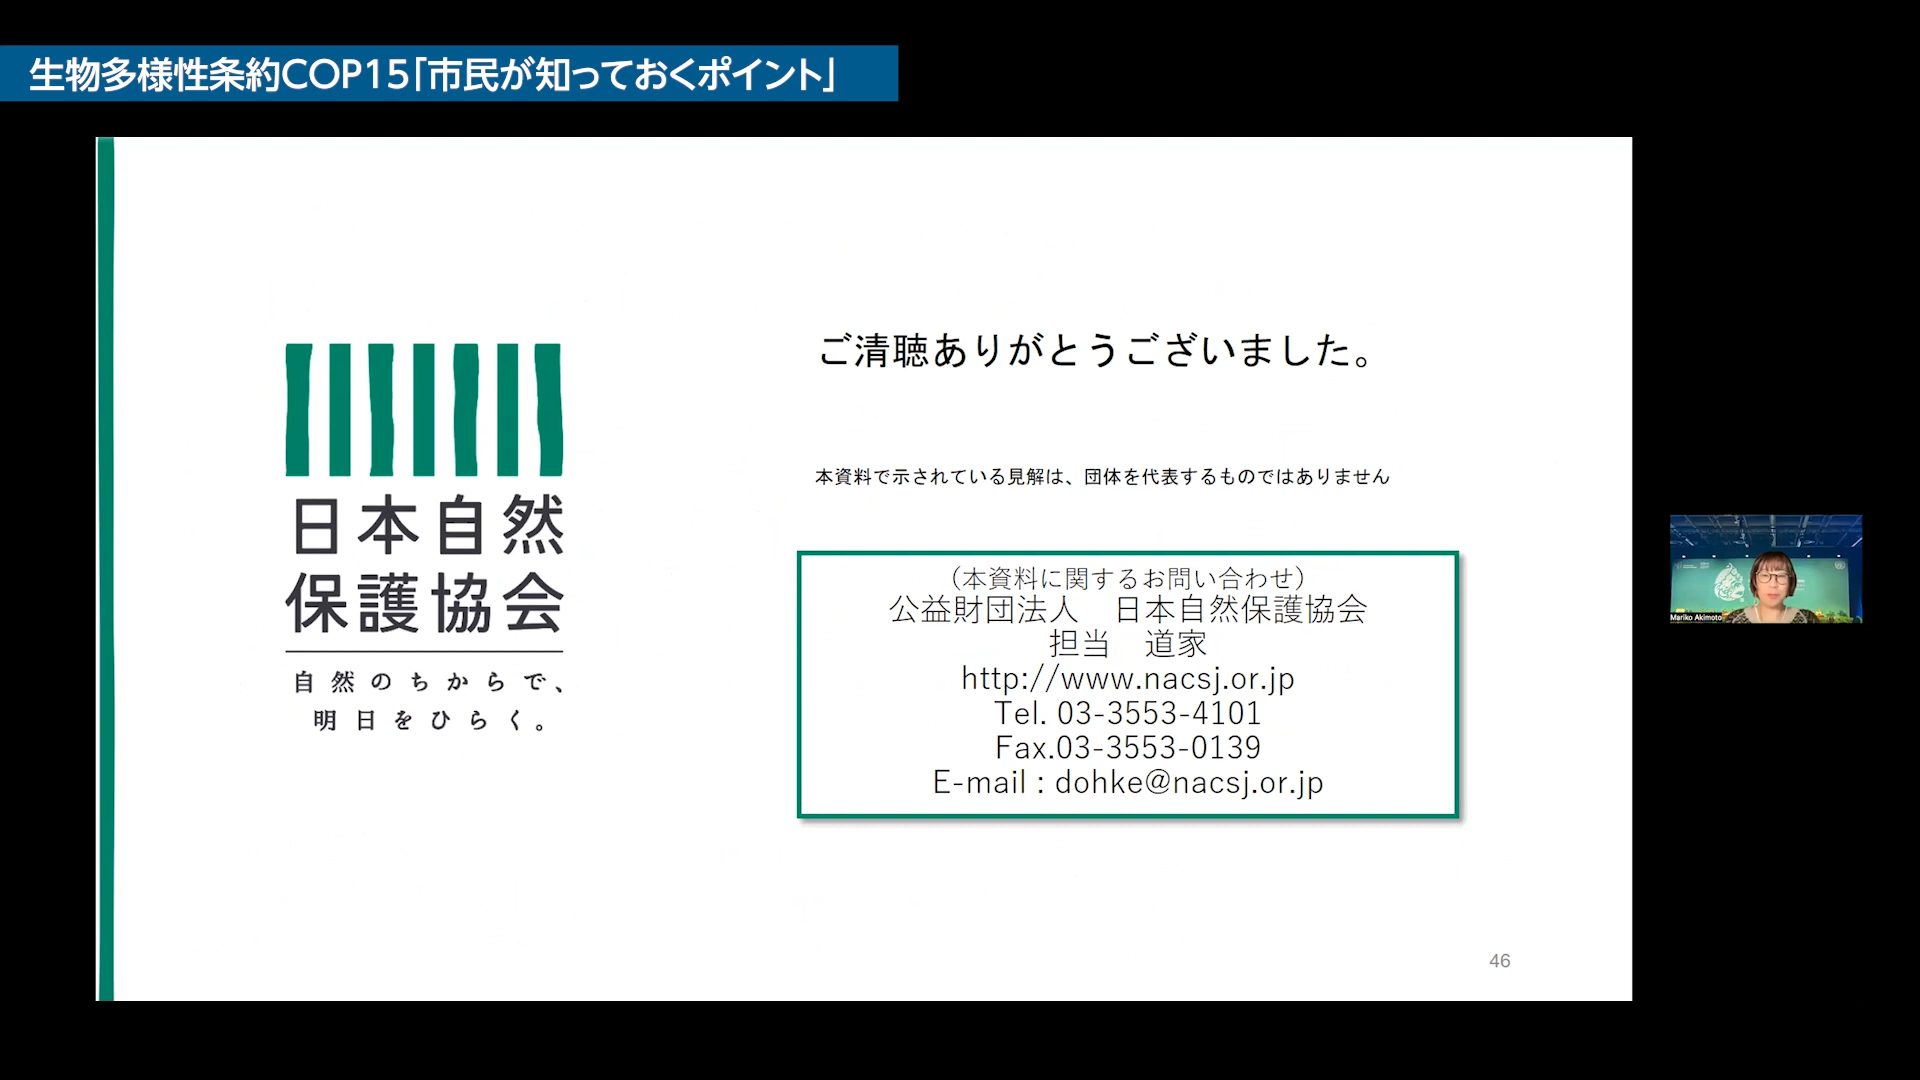 生物多様性条約COP15「市民が知っておくポイント」
日本自然
保護協会
自然のちからで、
明日をひらく。
ご清聴ありがとうございました。
本資料で示されている見解は、団体を代表するものではありません
（本資料に関するお問い合わせ）
公益財団法人　日本自然保護協会
担当　道家
http://www.nacsj.or.jp
Tel. 03-3553-4101
Fax.03-3553-0139
E-mail : dohke@nacsj.or.jp
Mariko Akimoto
46